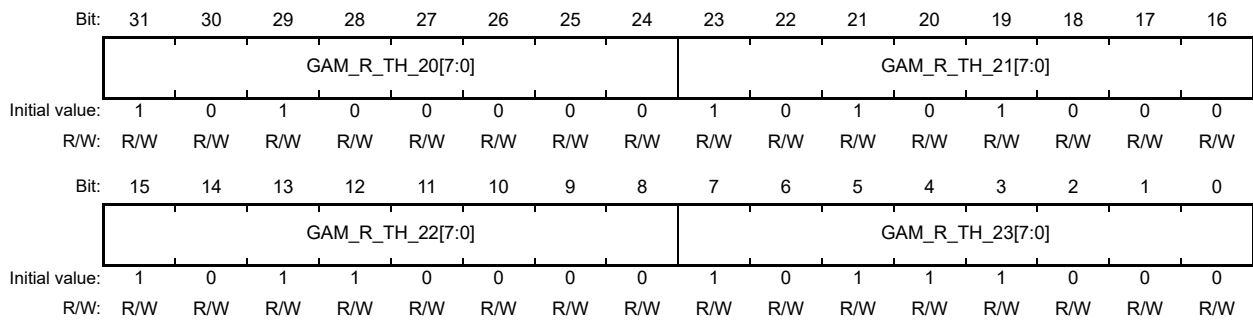 Bit: 31 30 29 28 27 26 25 24 23 22 21 20 19 18 17 16
GAM_R_TH_20[7:0] GAM_R_TH_21[7:0]
Initial value: 1 0 1 0 0 0 0 0 1 0 1 0 1 0 0 0
R/W: R/W R/W R/W R/W R/W R/W R/W R/W R/W R/W R/W R/W R/W R/W R/W R/W
Bit: 15 14 13 12 11 10 9 8 7 6 5 4 3 2 1 0
GAM_R_TH_22[7:0] GAM_R_TH_23[7:0]
Initial value: 1 0 1 1 0 0 0 0 1 0 1 1 1 0 0 0
R/W: R/W R/W R/W R/W R/W R/W R/W R/W R/W R/W R/W R/W R/W R/W R/W R/W